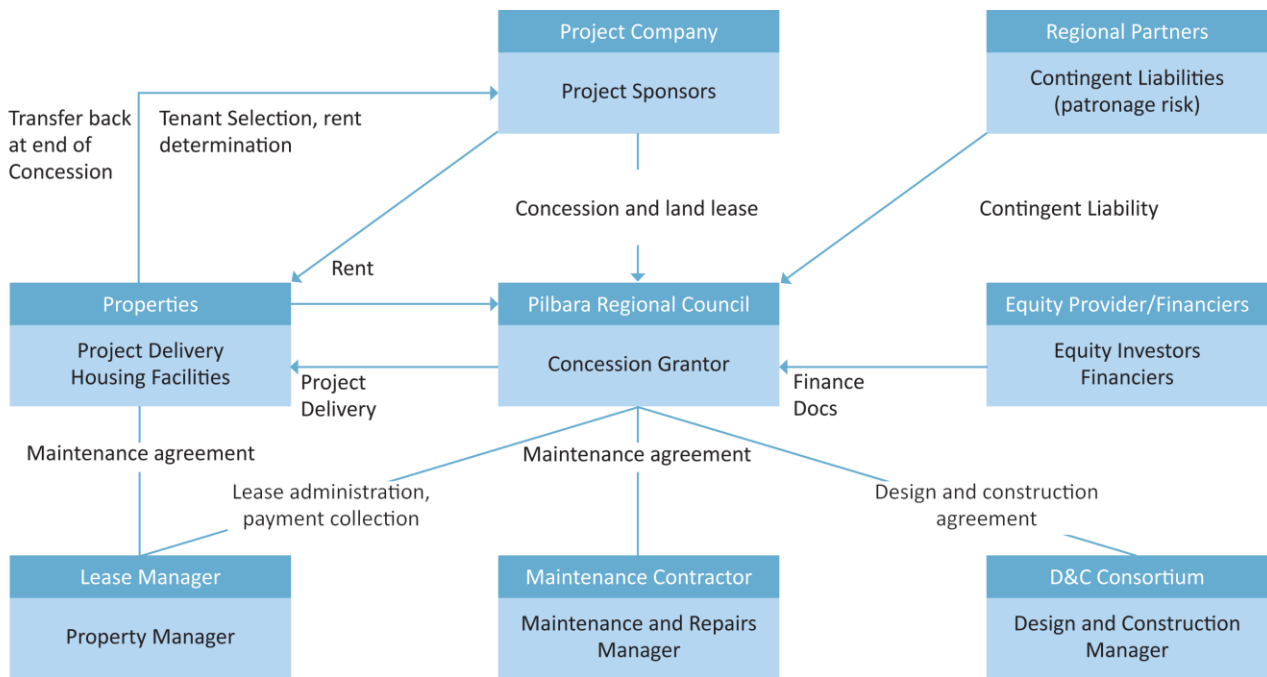 Project Company
Project Sponsors
Regional Partners
Contingent Liabilities
(patronage risk)
Transfer back
at end of
Concession
Tenant Selection, rent
determination
Concession and land lease
Contingent Liability
Rent
Properties
Project Delivery
Housing Facilities
Pilbara Regional Council
Concession Grantor
Equity Provider/Financiers
Equity Investors
Financiers
Project
Delivery
Finance
Docs
Maintenance agreement
Maintenance agreement
Lease administration,
payment collection
Design and construction
agreement
Lease Manager
Property Manager
Maintenance Contractor
Maintenance and Repairs
Manager
D&C Consortium
Design and Construction
Manager